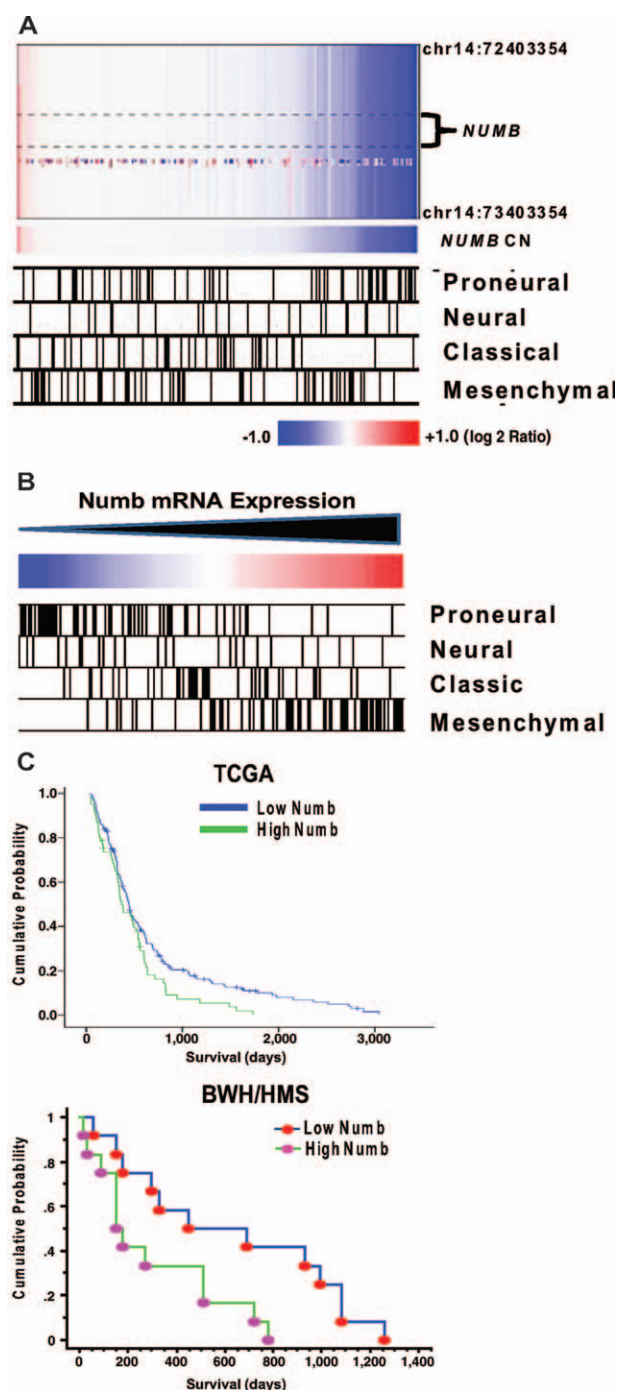 A
chr14:72403354
NUMB
chr14:73403354
NUMB CN
Proneural
Neural
Classical
Mesenchymal
-1.0
+1.0 (log 2 Ratio)
B
Numb mRNA Expression
Proneural
Neural
Classic
Mesenchymal
C
TCGA
Low Numb
High Numb
Cumulative Probability
1.0
0.8
0.6
0.4
0.2
0.0
0 1,000 2,000 3,000
Survival (days)
BWH/HMS
Low Numb
High Numb
Cumulative Probability
1
.8
.6
.4
.2
0
0 200 400 600 800 1,000 1,200 1,400
Survival (days)